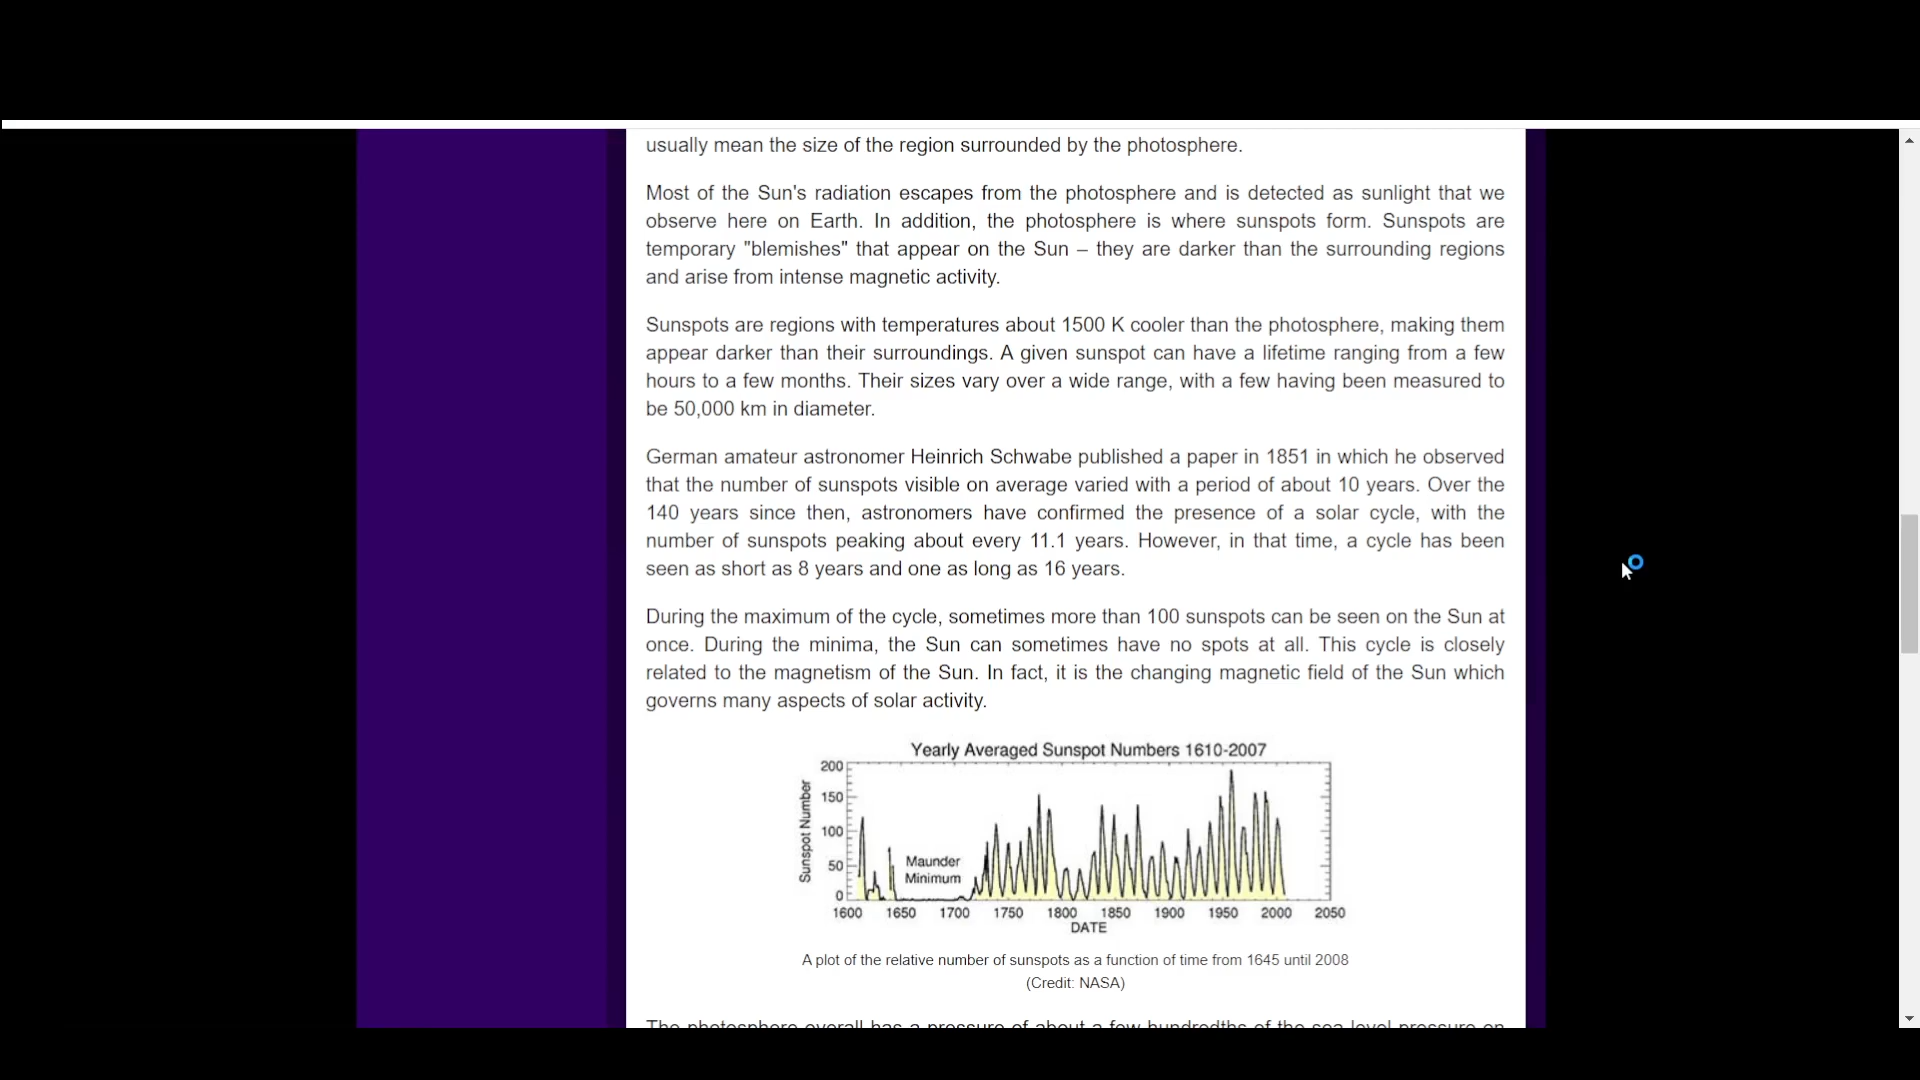 usually mean the size of the region surrounded by the photosphere.
Most of the Sun's radiation escapes from the photosphere and is detected as sunlight that we
observe here on Earth. In addition, the photosphere is where sunspots form. Sunspots are
temporary "blemishes" that appear on the Sun – they are darker than the surrounding regions
and arise from intense magnetic activity.
Sunspots are regions with temperatures about 1500 K cooler than the photosphere, making them
appear darker than their surroundings. A given sunspot can have a lifetime ranging from a few
hours to a few months. Their sizes vary over a wide range, with a few having been measured to
be 50,000 km in diameter.
German amateur astronomer Heinrich Schwabe published a paper in 1851 in which he observed
that the number of sunspots visible on average varied with a period of about 10 years. Over the
140 years since then, astronomers have confirmed the presence of a solar cycle, with the
number of sunspots peaking about every 11.1 years. However, in that time, a cycle has been
seen as short as 8 years and one as long as 16 years.
During the maximum of the cycle, sometimes more than 100 sunspots can be seen on the Sun at
once. During the minima, the Sun can sometimes have no spots at all. This cycle is closely
related to the magnetism of the Sun. In fact, it is the changing magnetic field of the Sun which
governs many aspects of solar activity.
Yearly Averaged Sunspot Numbers 1610-2007
Sunspot Number
200
150
100
50
0
Maunder
Minimum
1600 1650 1700 1750 1800 1850 1900 1950 2000 2050
DATE
A plot of the relative number of sunspots as a function of time from 1645 until 2008
(Credit: NASA)
The photosphere overall has a pressure of about a few hundredths of the sea level pressure on